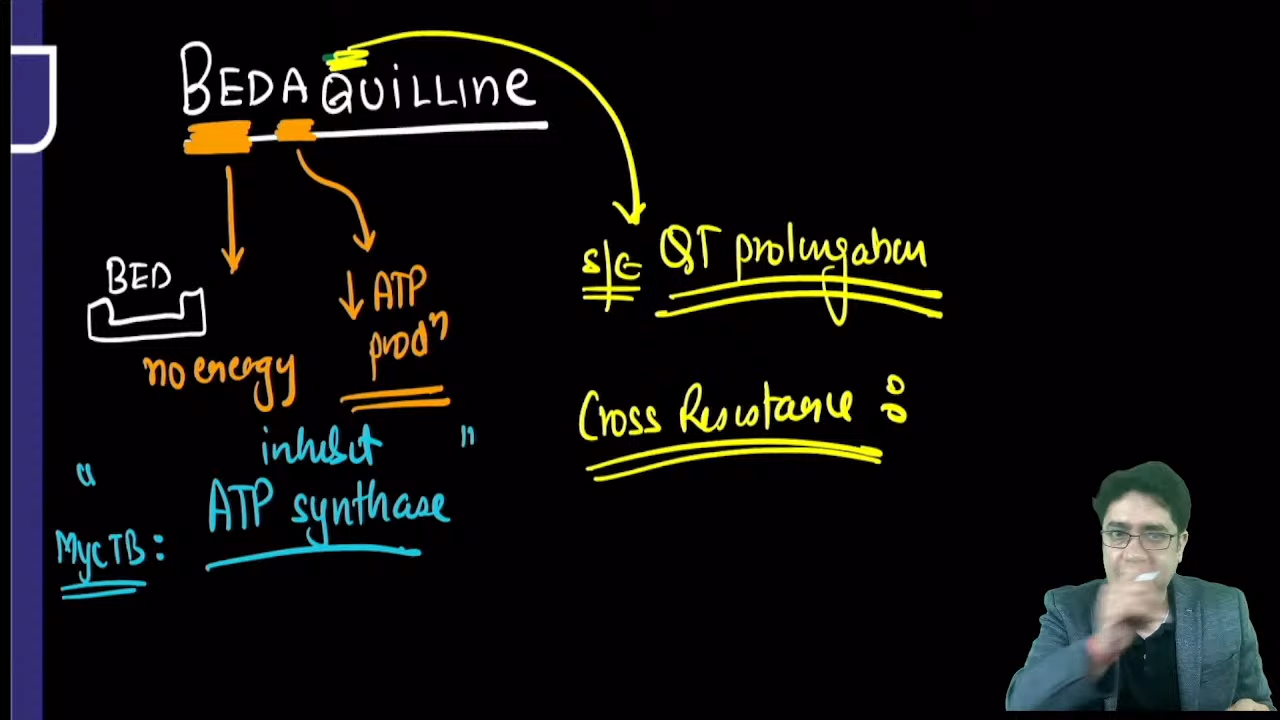 BEDAQUILLINE
BED
no energy
↓ ATP
prodⁿ
"inhibit"
ATP synthase
MycTB:
S/E QT prolongation
Cross Resistance :